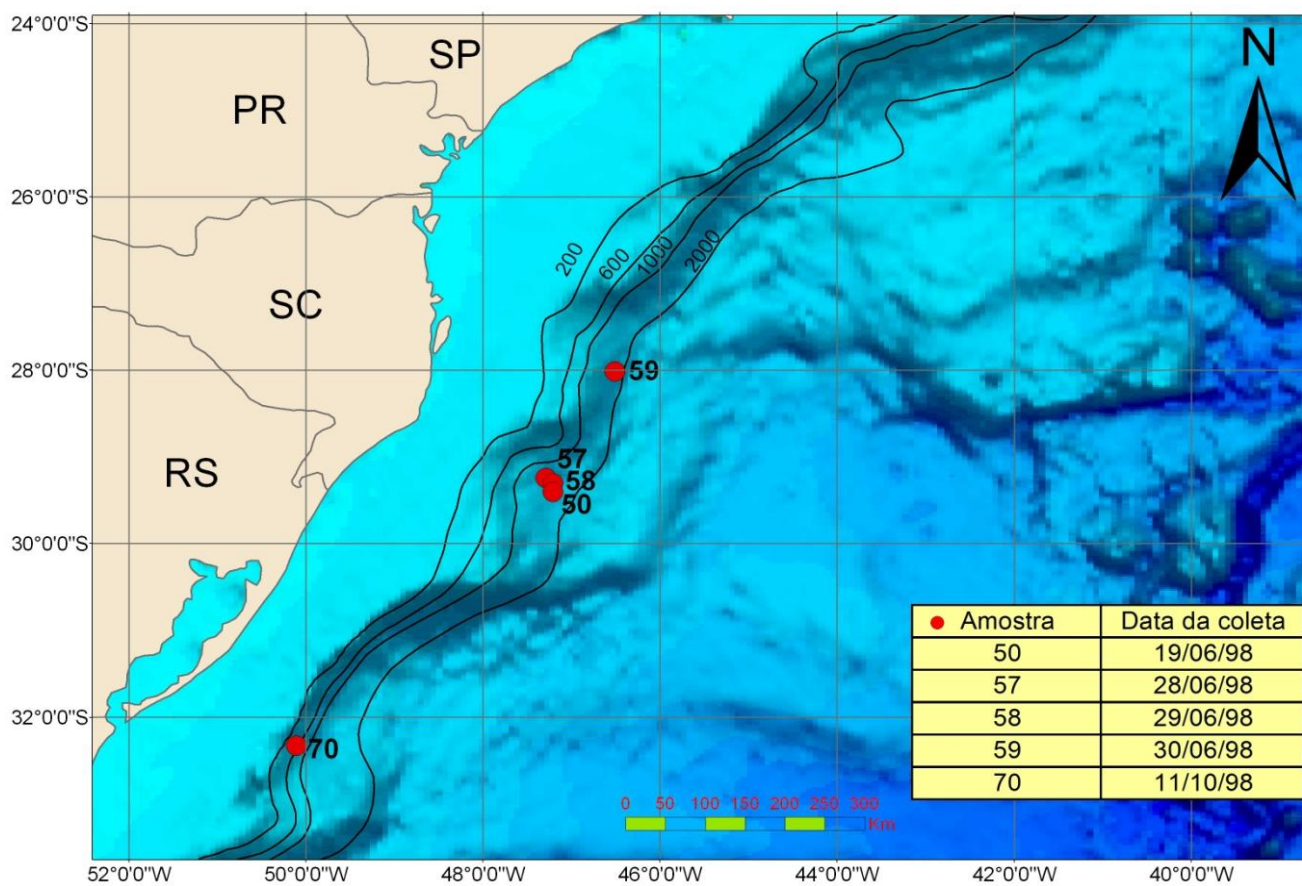 24°0'0"S
26°0'0"S
28°0'0"S
30°0'0"S
32°0'0"S
SP
PR
SC
RS
N
200
600
1000
2000
59
57
58
50
70
Amostra Data da coleta
50 19/06/98
57 28/06/98
58 29/06/98
59 30/06/98
70 11/10/98
0 50 100 150 200 250 300
Km
52°0'0"W 50°0'0"W 48°0'0"W 46°0'0"W 44°0'0"W 42°0'0"W 40°0'0"W